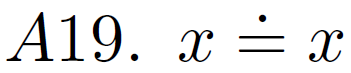 A19. x ≐ x